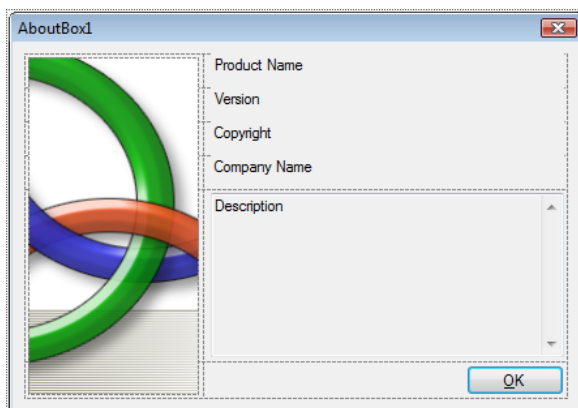 AboutBox1
Product Name
Version
Copyright
Company Name
Description
OK